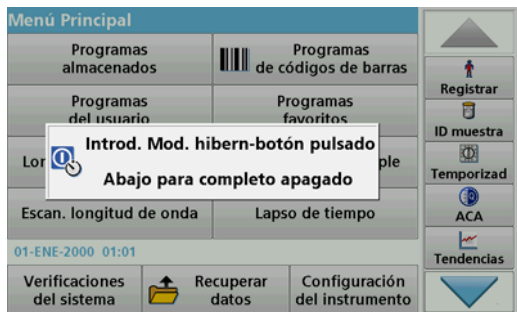 Menú Principal
Programas
almacenados
Programas
de códigos de barras
Programas
del usuario
Programas
favoritos
Introd. Mod. hibern-botón pulsado
Abajo para completo apagado
Escan. longitud de onda
Lapso de tiempo
01-ENE-2000 01:01
Verificaciones
del sistema
Recuperar
datos
Configuración
del instrumento
Registrar
ID muestra
Temporizad
ACA
Tendencias